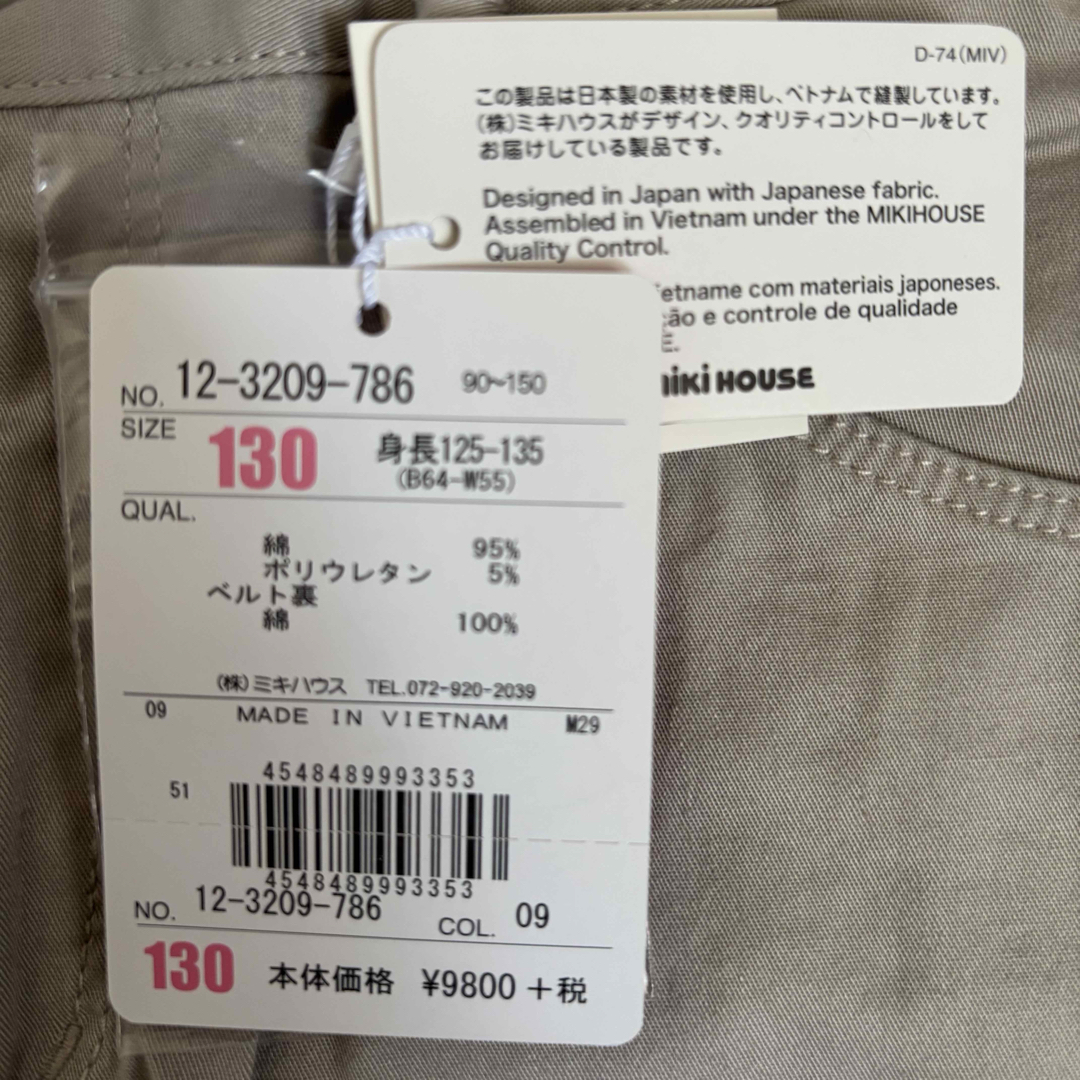 D-74(MIV)
この製品は日本製の素材を使用し、ベトナムで縫製しています。
(株)ミキハウスがデザイン、クオリティコントロールをして
お届けしている製品です。
Designed in Japan with Japanese fabric.
Assembled in Vietnam under the MIKIHOUSE
Quality Control.
com materiais japoneses.
e controle de qualidade
HOUSE
NO. 12-3209-786 90~150
SIZE 130 身長125-135
(B64-W55)
QUAL.
綿 95%
ポリウレタン 5%
ベルト裏
綿 100%
(株)ミキハウス TEL.072-920-2039
09 MADE IN VIETNAM M29
4548489993353
51
4548489993353
NO. 12-3209-786 COL. 09
130 本体価格 ¥9800+税